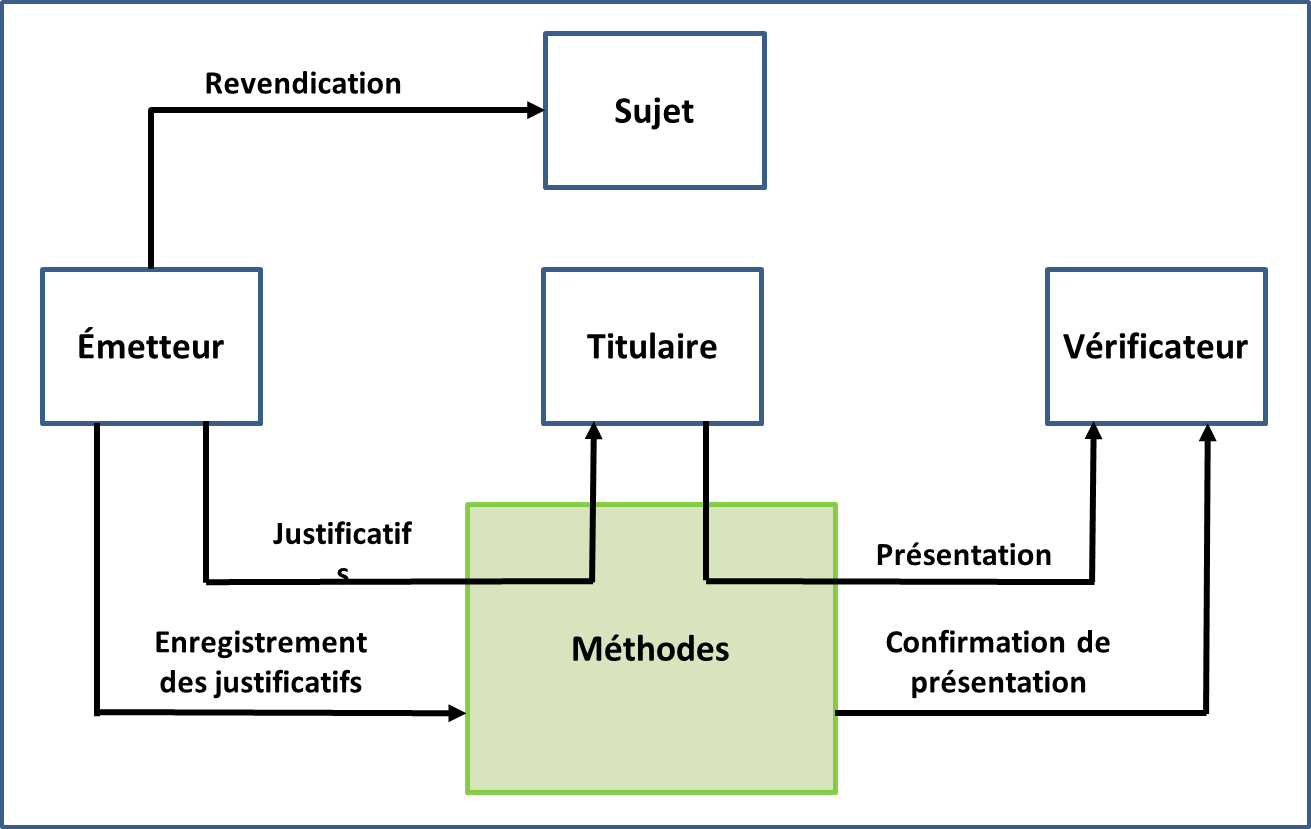 Revendication
Sujet
Émetteur
Titulaire
Vérificateur
Justificatif
s
Présentation
Enregistrement
des justificatifs
Méthodes
Confirmation de
présentation